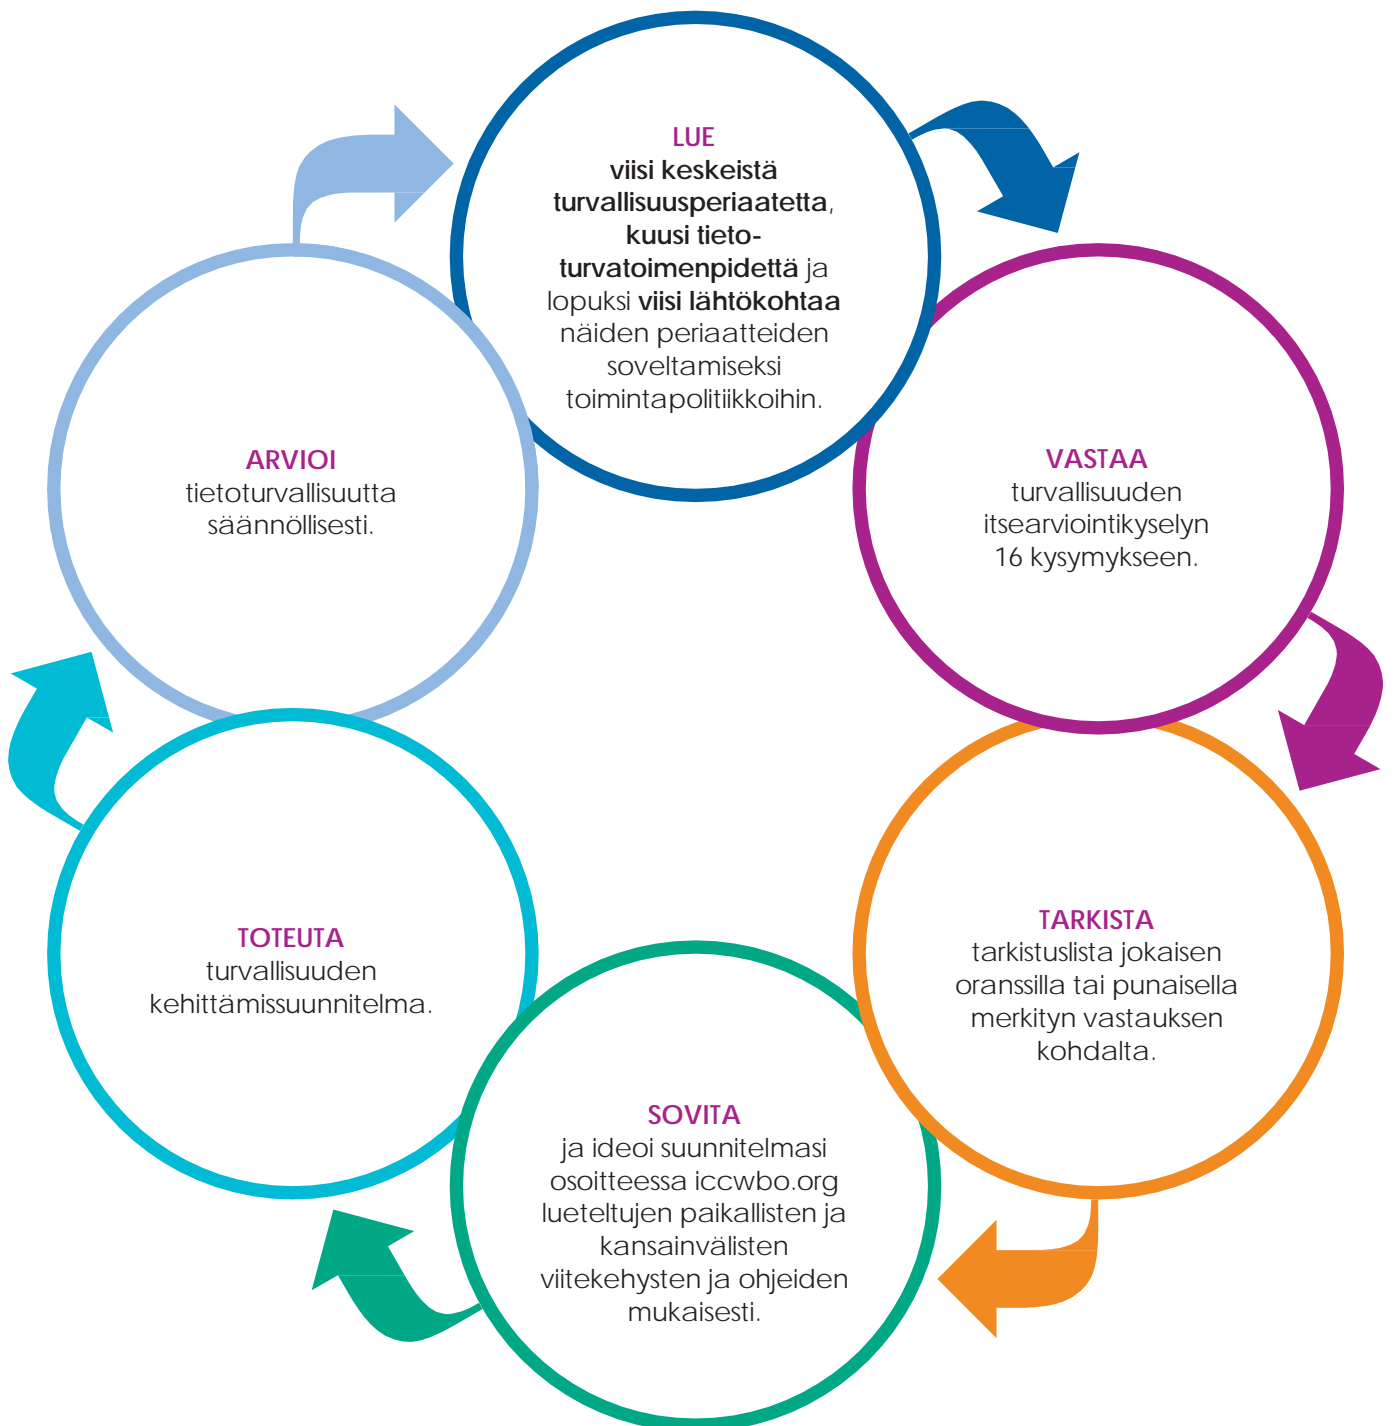 LUE
viisi keskeistä
turvallisuusperiaatetta,
kuusi tieto-
turvatoimenpidettä ja
lopuksi viisi lähtökohtaa
näiden periaatteiden
soveltamiseksi
toimintapolitiikkoihin.
VASTAA
turvallisuuden
itsearviointikyselyn
16 kysymykseen.
TARKISTA
tarkistuslista jokaisen
oranssilla tai punaisella
merkityn vastauksen
kohdalta.
SOVITA
ja ideoi suunnitelmasi
osoitteessa iccwbo.org
lueteltujen paikallisten ja
kansainvälisten
viitekehysten ja ohjeiden
mukaisesti.
TOTEUTA
turvallisuuden
kehittämissuunnitelma.
ARVIOI
tietoturvallisuutta
säännöllisesti.